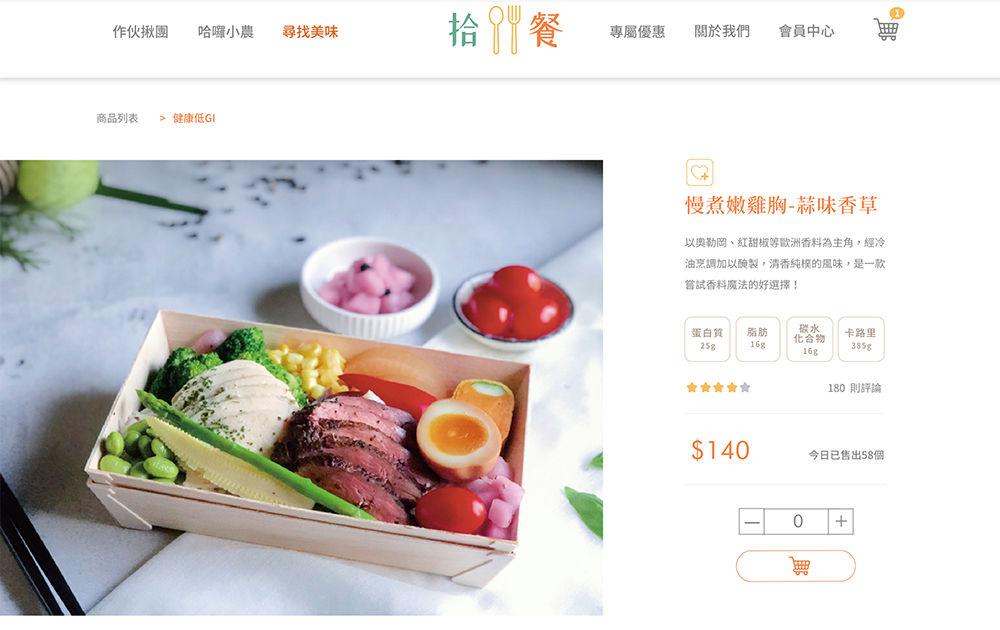 作伙揪團
哈囉小農
尋找美味
拾餐
專屬優惠
關於我們
會員中心
1
商品列表 > 健康低GI
慢煮嫩雞胸-蒜味香草
以奧勒岡、紅甜椒等歐洲香料為主角，經冷
油烹調加以醃製，清香純樸的風味，是一款
嘗試香料魔法的好選擇！
蛋白質
25g
脂肪
16g
碳水
化合物
16g
卡路里
385g
180 則評論
$140
今日已售出58個
— 0 +